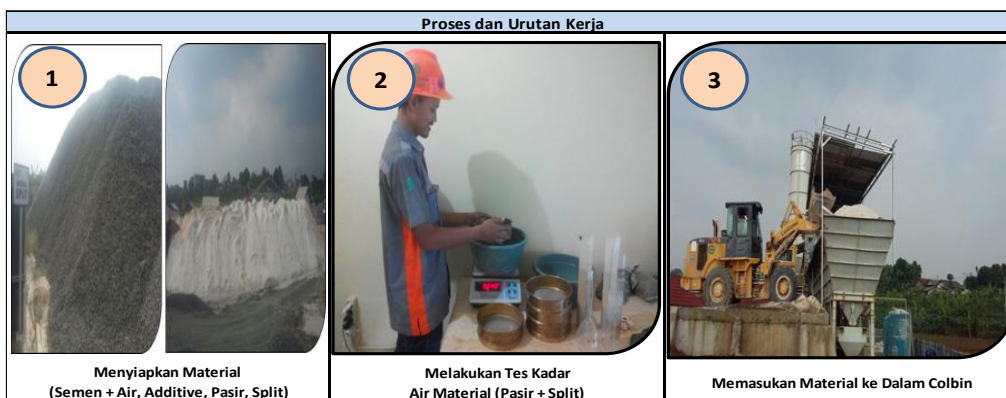 Proses dan Urutan Kerja
1
2
3
SPLIT
Menyiapkan Material
(Semen + Air, Additive, Pasir, Split)
Melakukan Tes Kadar
Air Material (Pasir + Split)
Memasukan Material ke Dalam Colbin